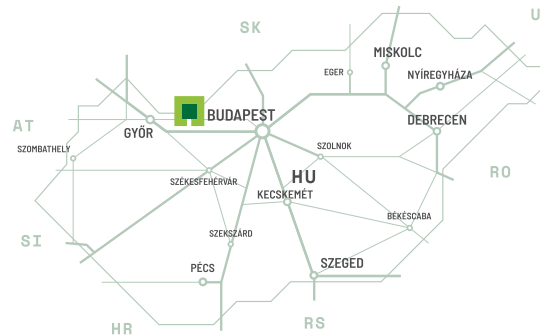 U
SK
MISKOLC
EGER
NYÍREGYHÁZA
BUDAPEST
DEBRECEN
AT
GYŐR
SZOMBATHELY
SZOLNOK
RO
HU
SZÉKESFEHÉRVÁR
KECSKEMÉT
BÉKÉSCABA
SZEKSZÁRD
SI
PÉCS
SZEGED
RS
HR